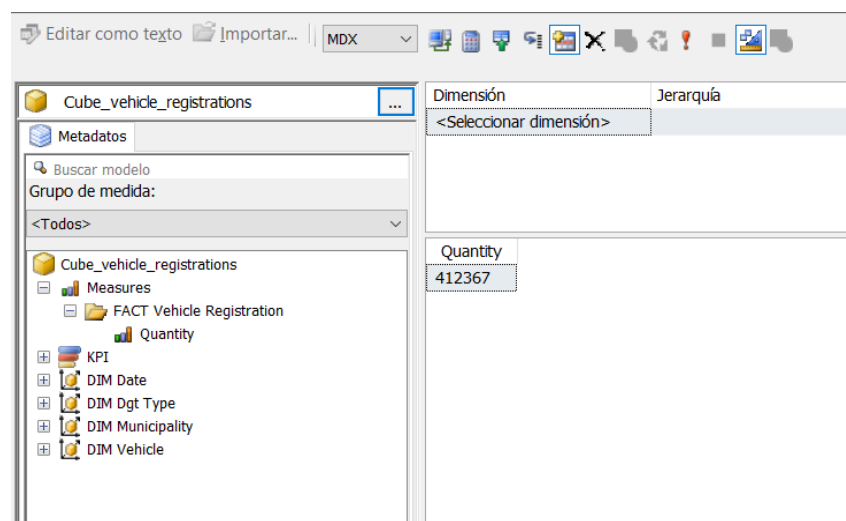 Editar como texto Importar... MDX
Cube_vehicle_registrations ...
Metadatos
Buscar modelo
Grupo de medida:
<Todos>
Cube_vehicle_registrations
Measures
FACT Vehicle Registration
Quantity
KPI
DIM Date
DIM Dgt Type
DIM Municipality
DIM Vehicle
Dimensión Jerarquía
<Seleccionar dimensión>
Quantity
412367